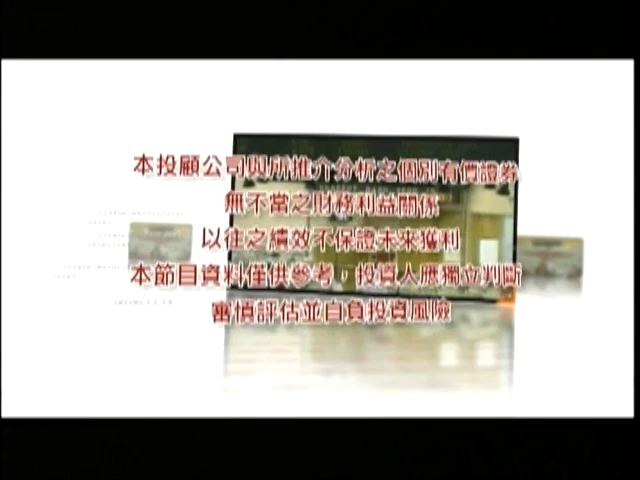 本投顧公司與所推介分析之個別有價證券
無不當之財務利益關係
以往之績效不保證未來獲利
本節目資料僅供參考，投資人應獨立判斷
審慎評估並自負投資風險